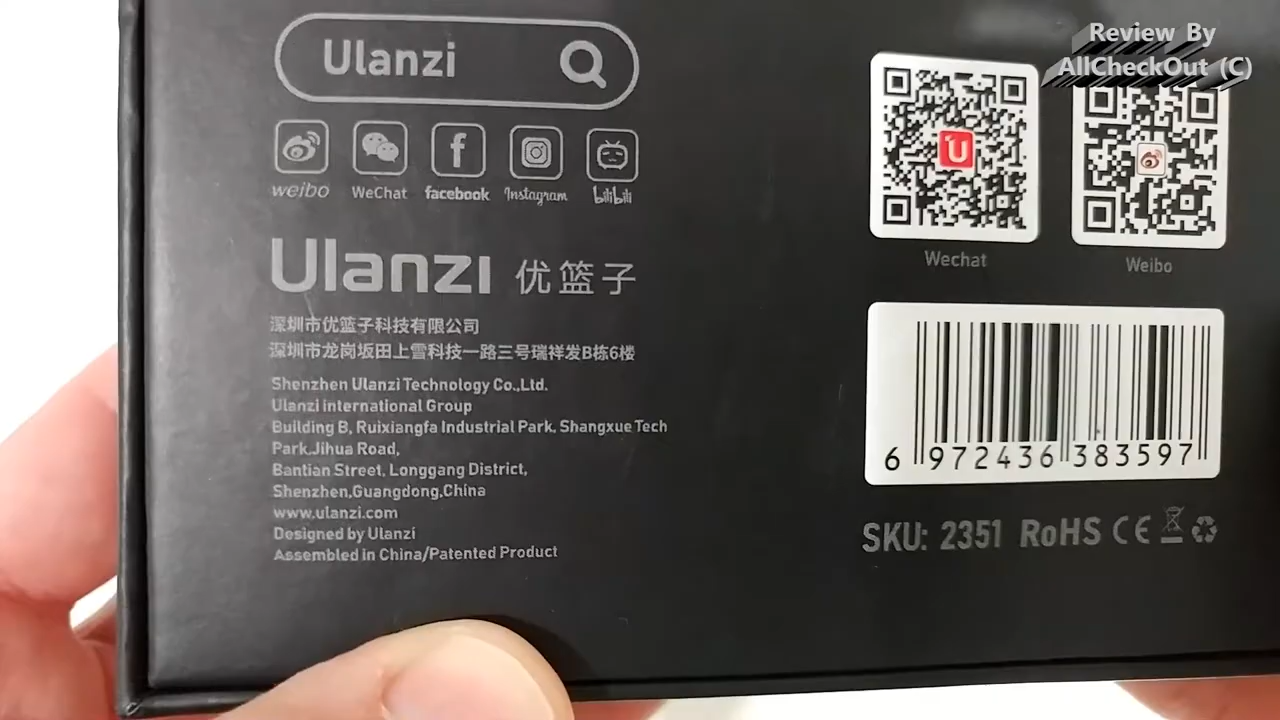 Review By
AllCheckOut (C)
Ulanzi
weibo
WeChat
facebook
Instagram
bilibili
Ulanzi 优篮子
深圳市优篮子科技有限公司
深圳市龙岗坂田上雪科技一路三号瑞祥发B栋6楼
Shenzhen Ulanzi Technology Co.,Ltd.
Ulanzi international Group
Building B, Ruixiangfa Industrial Park, Shangxue Tech
Park,Jihua Road,
Bantian Street, Longgang District,
Shenzhen,Guangdong,China
www.ulanzi.com
Designed by Ulanzi
Assembled in China/Patented Product
U
Wechat
Weibo
6 972436 383597
SKU: 2351 RoHS CE